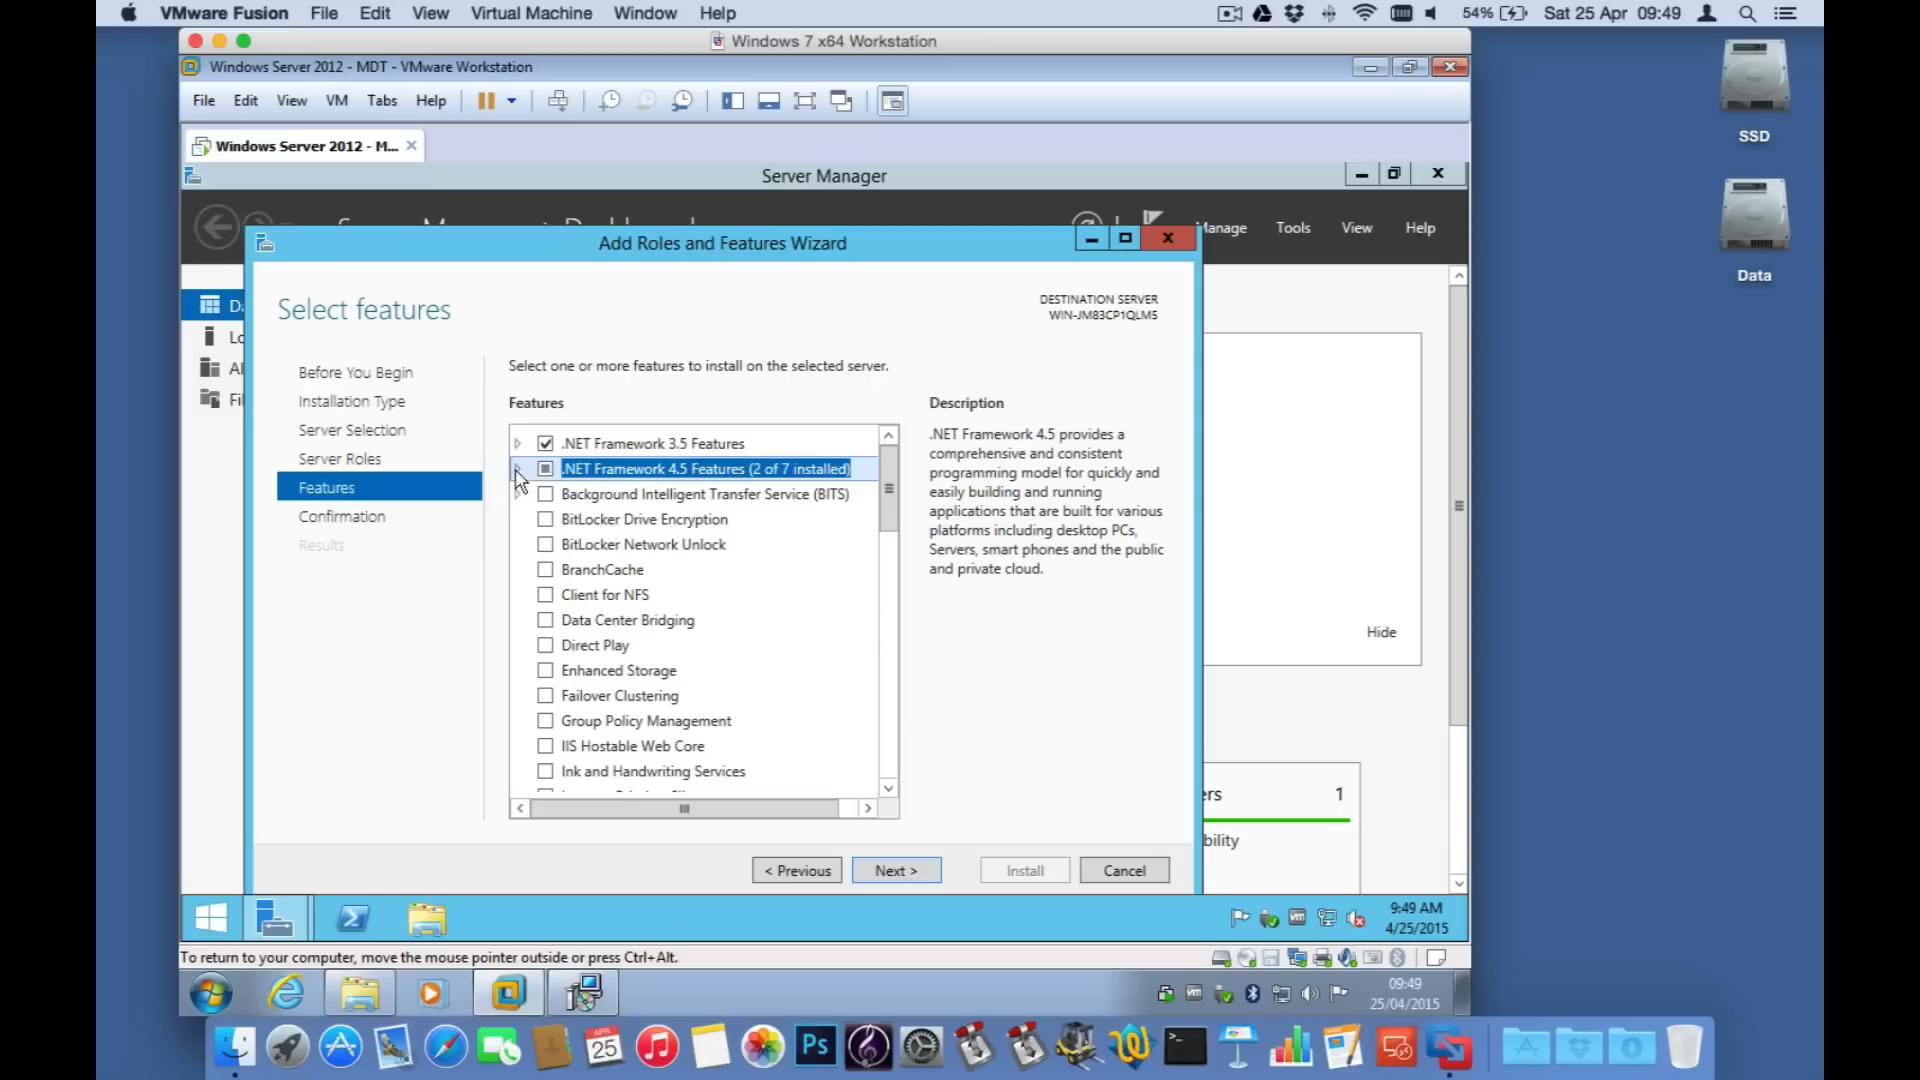 VMware Fusion File Edit View Virtual Machine Window Help
54% Sat 25 Apr 09:49
Windows 7 x64 Workstation
Windows Server 2012 - MDT - VMware Workstation
File Edit View VM Tabs Help
Windows Server 2012 - M...
Server Manager
Manage Tools View Help
Add Roles and Features Wizard
Select features
DESTINATION SERVER
WIN-JM83CP1QLM5
Before You Begin
Installation Type
Server Selection
Server Roles
Features
Confirmation
Results
Select one or more features to install on the selected server.
Features
.NET Framework 3.5 Features
.NET Framework 4.5 Features (2 of 7 installed)
Background Intelligent Transfer Service (BITS)
BitLocker Drive Encryption
BitLocker Network Unlock
BranchCache
Client for NFS
Data Center Bridging
Direct Play
Enhanced Storage
Failover Clustering
Group Policy Management
IIS Hostable Web Core
Ink and Handwriting Services
Description
.NET Framework 4.5 provides a
comprehensive and consistent
programming model for quickly and
easily building and running
applications that are built for various
platforms including desktop PCs,
Servers, smart phones and the public
and private cloud.
Hide
ers 1
bility
< Previous Next > Install Cancel
9:49 AM
4/25/2015
To return to your computer, move the mouse pointer outside or press Ctrl+Alt.
09:49
25/04/2015
SSD
Data
APR
25
Ps